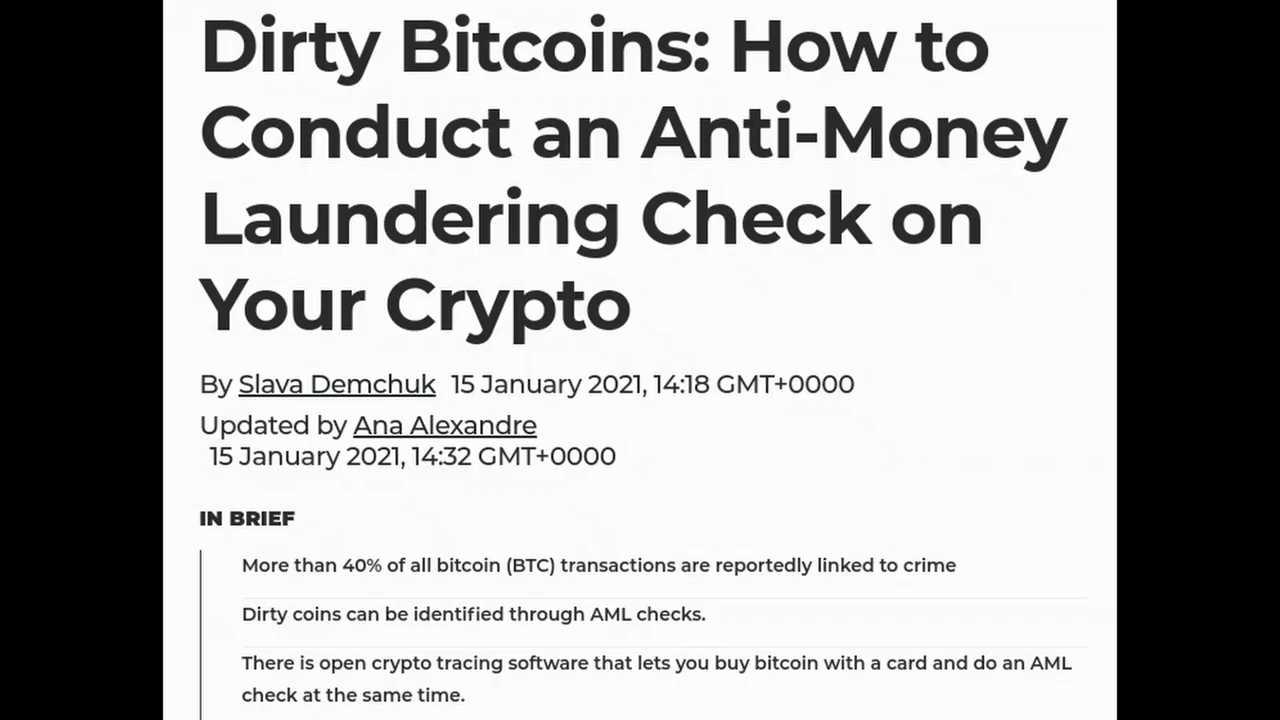 Dirty Bitcoins: How to
Conduct an Anti-Money
Laundering Check on
Your Crypto
By Slava Demchuk 15 January 2021, 14:18 GMT+0000
Updated by Ana Alexandre
15 January 2021, 14:32 GMT+0000
IN BRIEF
More than 40% of all bitcoin (BTC) transactions are reportedly linked to crime
Dirty coins can be identified through AML checks.
There is open crypto tracing software that lets you buy bitcoin with a card and do an AML
check at the same time.